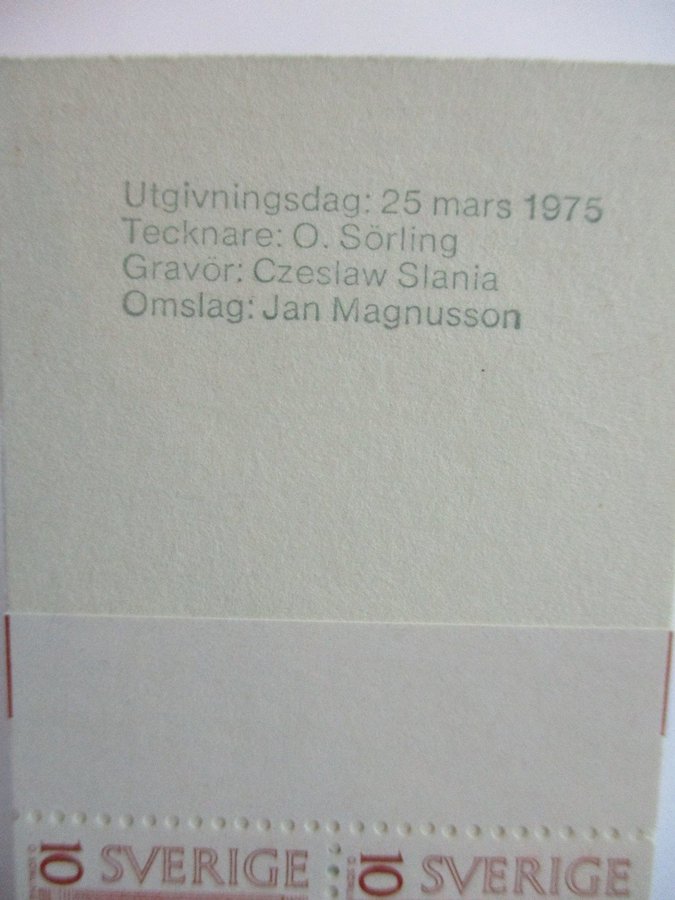 Utgivningsdag: 25 mars 1975
Tecknare: O. Sörling
Gravör: Czeslaw Slania
Omslag: Jan Magnusson
10 SVERIGE 10 SVERIGE